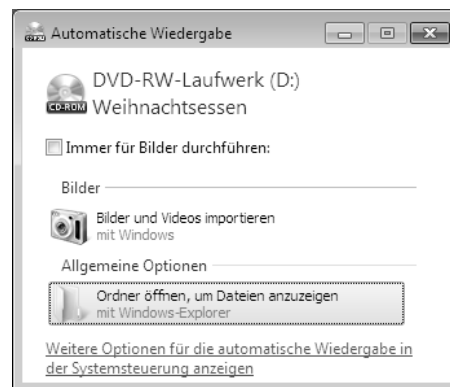 Automatische Wiedergabe
DVD-RW-Laufwerk (D:)
Weihnachtsessen
CD-ROM
Immer für Bilder durchführen:
Bilder
Bilder und Videos importieren
mit Windows
Allgemeine Optionen
Ordner öffnen, um Dateien anzuzeigen
mit Windows-Explorer
Weitere Optionen für die automatische Wiedergabe in
der Systemsteuerung anzeigen